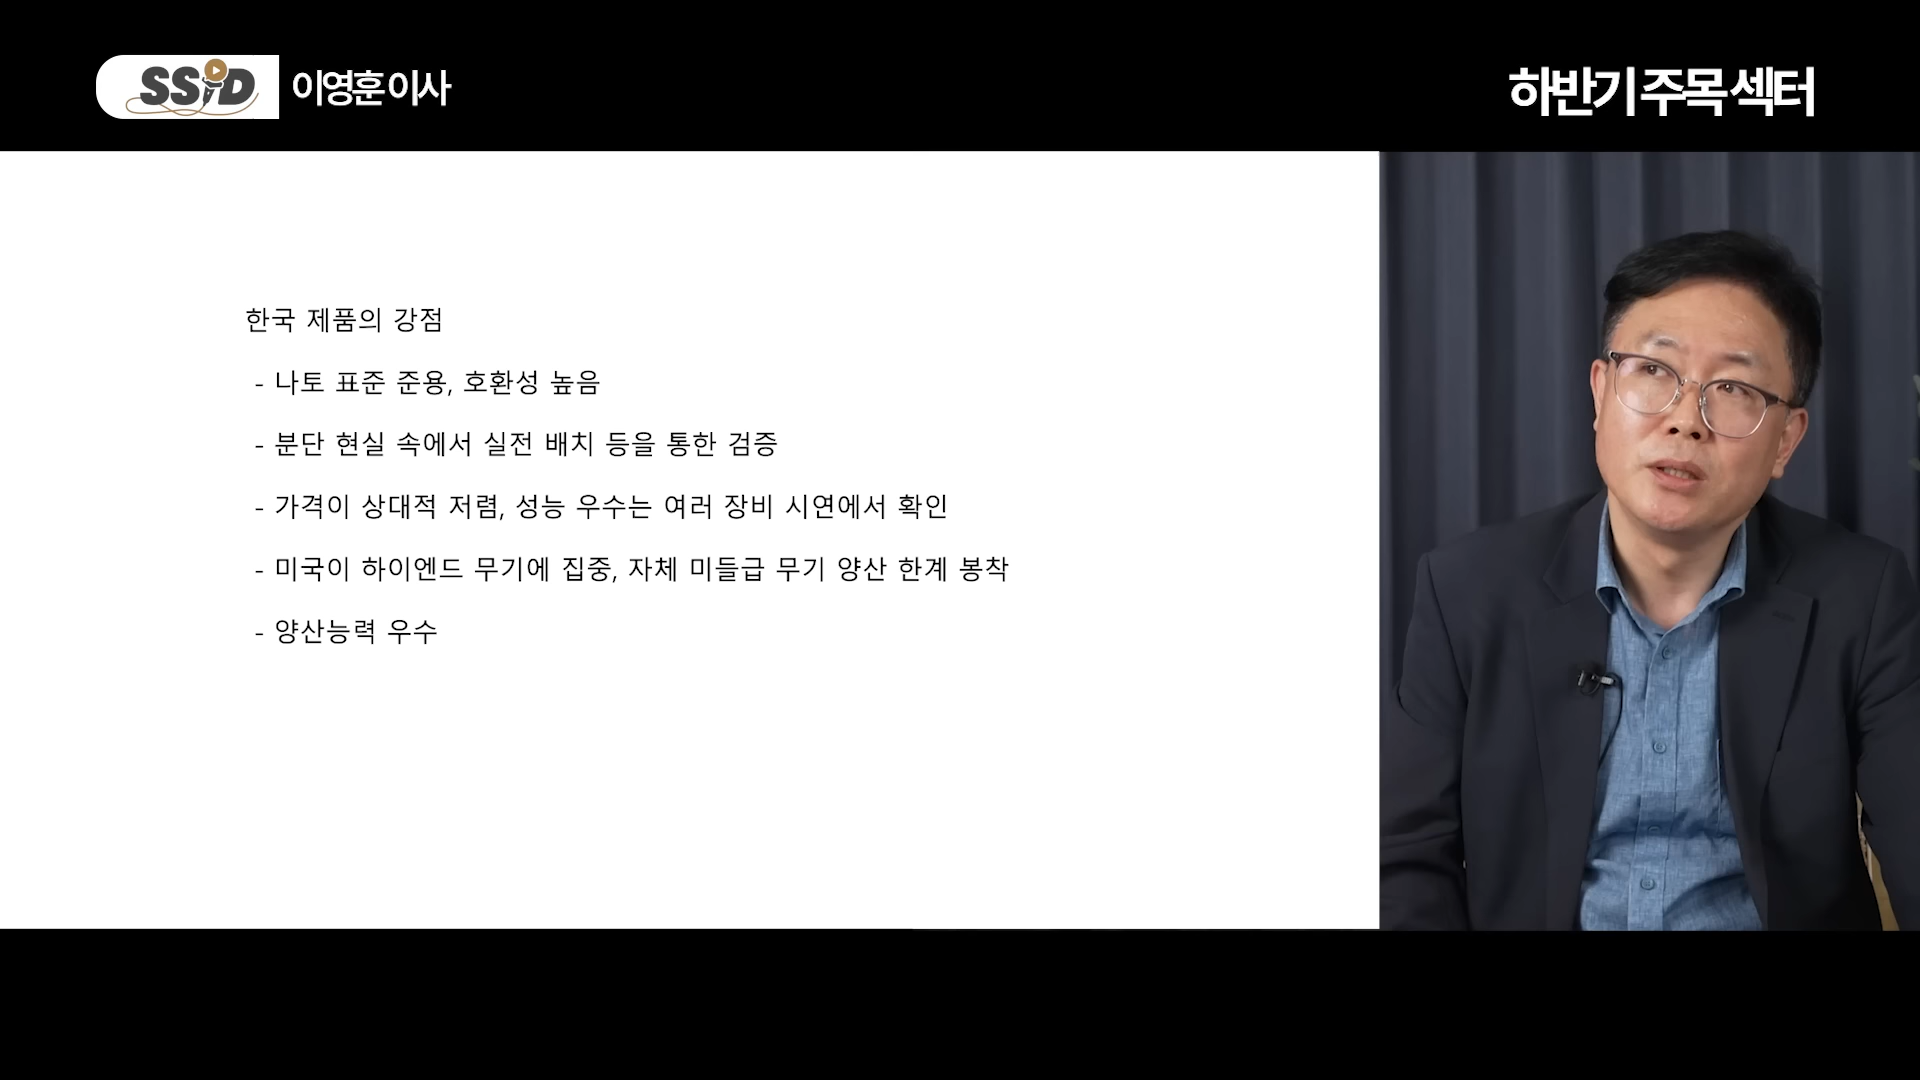 SSiD 이영훈 이사
하반기 주목 섹터
한국 제품의 강점
- 나토 표준 준용, 호환성 높음
- 분단 현실 속에서 실전 배치 등을 통한 검증
- 가격이 상대적 저렴, 성능 우수는 여러 장비 시연에서 확인
- 미국이 하이엔드 무기에 집중, 자체 미들급 무기 양산 한계 봉착
- 양산능력 우수